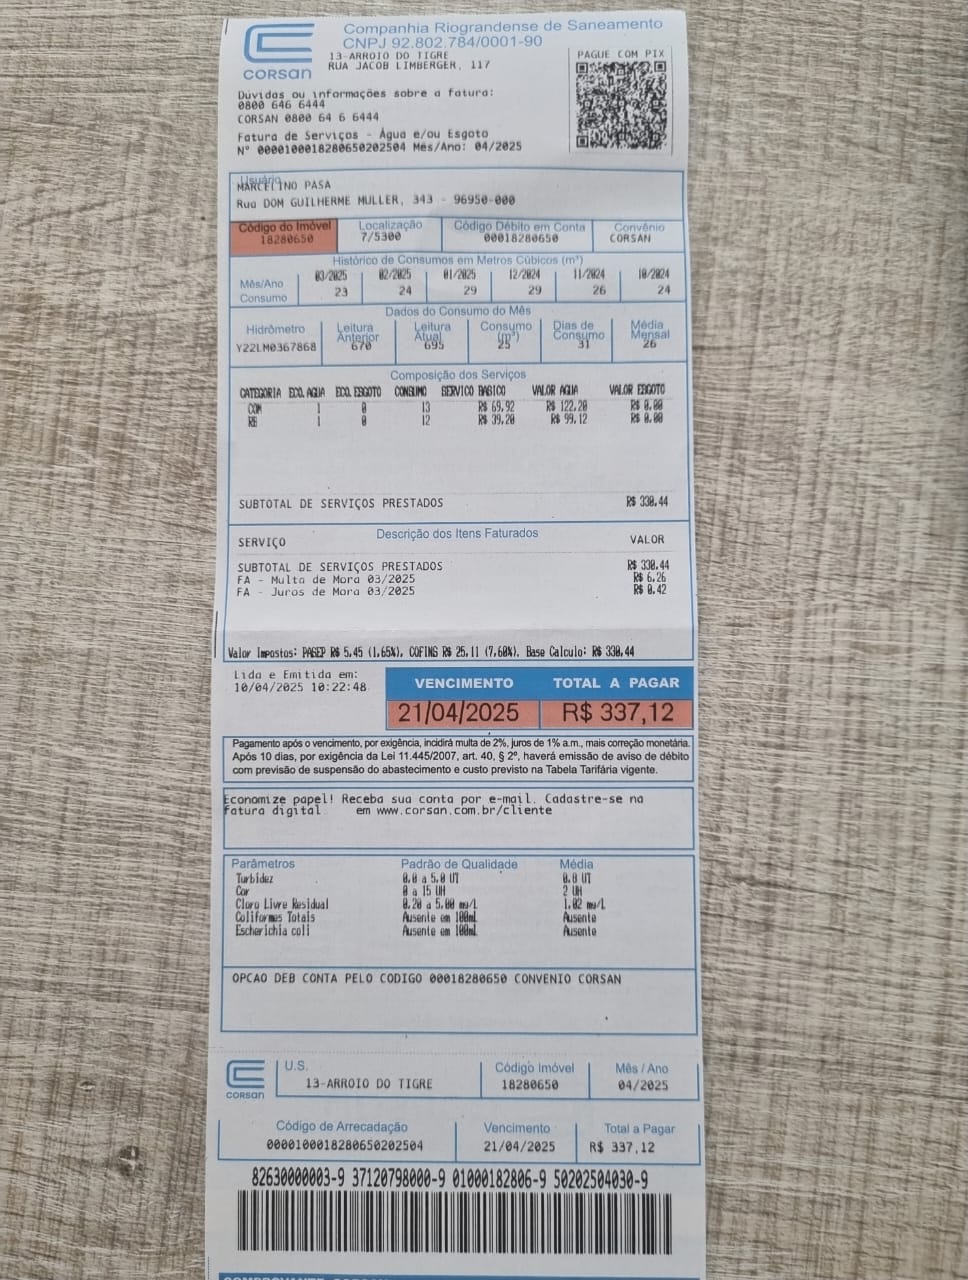 Companhia Riograndense de Saneamento
CNPJ 92.802.784/0001-90
corsan
13-ARROIO DO TIGRE
RUA JACOB LIMBERGER, 117
PAGUE COM PIX
Dúvidas ou informações sobre a fatura:
0800 646 6444
CORSAN 0800 64 6 6444
Fatura de Serviços - Água e/ou Esgoto
N° 0000100018280650202504 Mes/Ano: 04/2025
Usuário
MARCELINO PASA
Rua DOM GUILHERME MULLER, 343 - 96950-000
Código do Imóvel Localização Código Débito em Conta Convênio
18280650 7/5300 00018280650 CORSAN
Histórico de Consumos em Metros Cúbicos (m³)
Mês/Ano 03/2025 02/2025 01/2025 12/2024 11/2024 10/2024
Consumo 23 24 29 29 26 24
Dados do Consumo do Mês
Hidrômetro Leitura Anterior Leitura Atual Consumo (m³) Dias de Consumo Média Mensal
Y22LM0367868 670 695 25 31 26
Composição dos Serviços
CATEGORIA ECO. AGUA ECO. ESGOTO CONSUMO SERVICO BASICO VALOR AGUA VALOR ESGOTO
COM 1 0 13 R$ 69,92 R$ 122,20 R$ 0,00
RE 1 0 12 R$ 39,20 R$ 99,12 R$ 0,00
SUBTOTAL DE SERVIÇOS PRESTADOS R$ 330,44
Descrição dos Itens Faturados
SERVIÇO VALOR
SUBTOTAL DE SERVIÇOS PRESTADOS R$ 330,44
FA - Multa de Mora 03/2025 R$ 6,26
FA - Juros de Mora 03/2025 R$ 0,42
Valor Impostos: PASEP R$ 5,45 (1,65%), COFINS R$ 25,11 (7,60%). Base Calculo: R$ 330,44
Lida e Emitida em:
10/04/2025 10:22:48
VENCIMENTO TOTAL A PAGAR
21/04/2025 R$ 337,12
Pagamento após o vencimento, por exigência, incidirá multa de 2%, juros de 1% a.m., mais correção monetária.
Após 10 dias, por exigência da Lei 11.445/2007, art. 40, § 2º, haverá emissão de aviso de débito
com previsão de suspensão do abastecimento e custo previsto na Tabela Tarifária vigente.
Economize papel! Receba sua conta por e-mail. Cadastre-se na
fatura digital em www.corsan.com.br/cliente
Parâmetros Padrão de Qualidade Média
Turbidez 0.0 a 5.0 UT 0.0 UT
Cor 0 a 15 UH 2 UH
Cloro Livre Residual 0.20 a 5.00 mg/L 1.02 mg/L
Coliformes Totais Ausente em 100mL Ausente
Escherichia coli Ausente em 100mL Ausente
OPCAO DEB CONTA PELO CODIGO 00018280650 CONVENIO CORSAN
corsan
U.S. Código Imóvel Mês / Ano
13-ARROIO DO TIGRE 18280650 04/2025
Código de Arrecadação Vencimento Total a Pagar
0000100018280650202504 21/04/2025 R$ 337,12
82630000003-9 37120798000-9 01000182806-9 50202504030-9